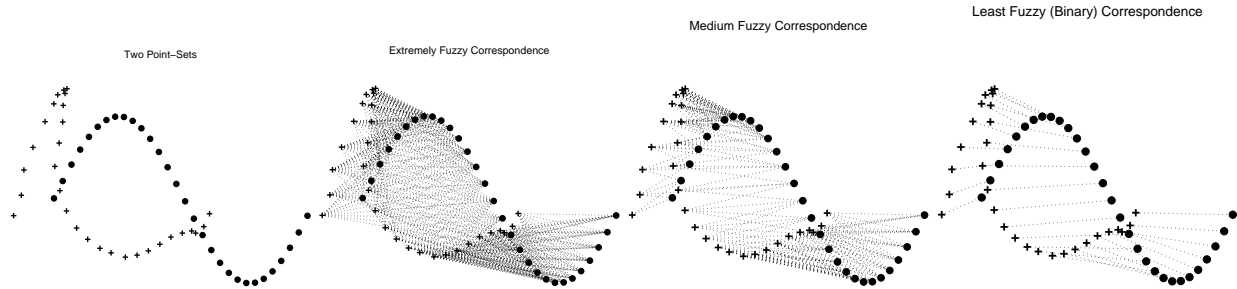 Two Point–Sets
Extremely Fuzzy Correspondence
Medium Fuzzy Correspondence
Least Fuzzy (Binary) Correspondence